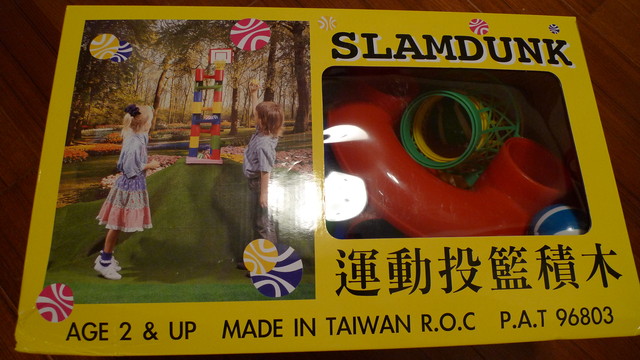 SLAMDUNK
運動投籃積木
AGE 2 & UP MADE IN TAIWAN R.O.C P.A.T 96803